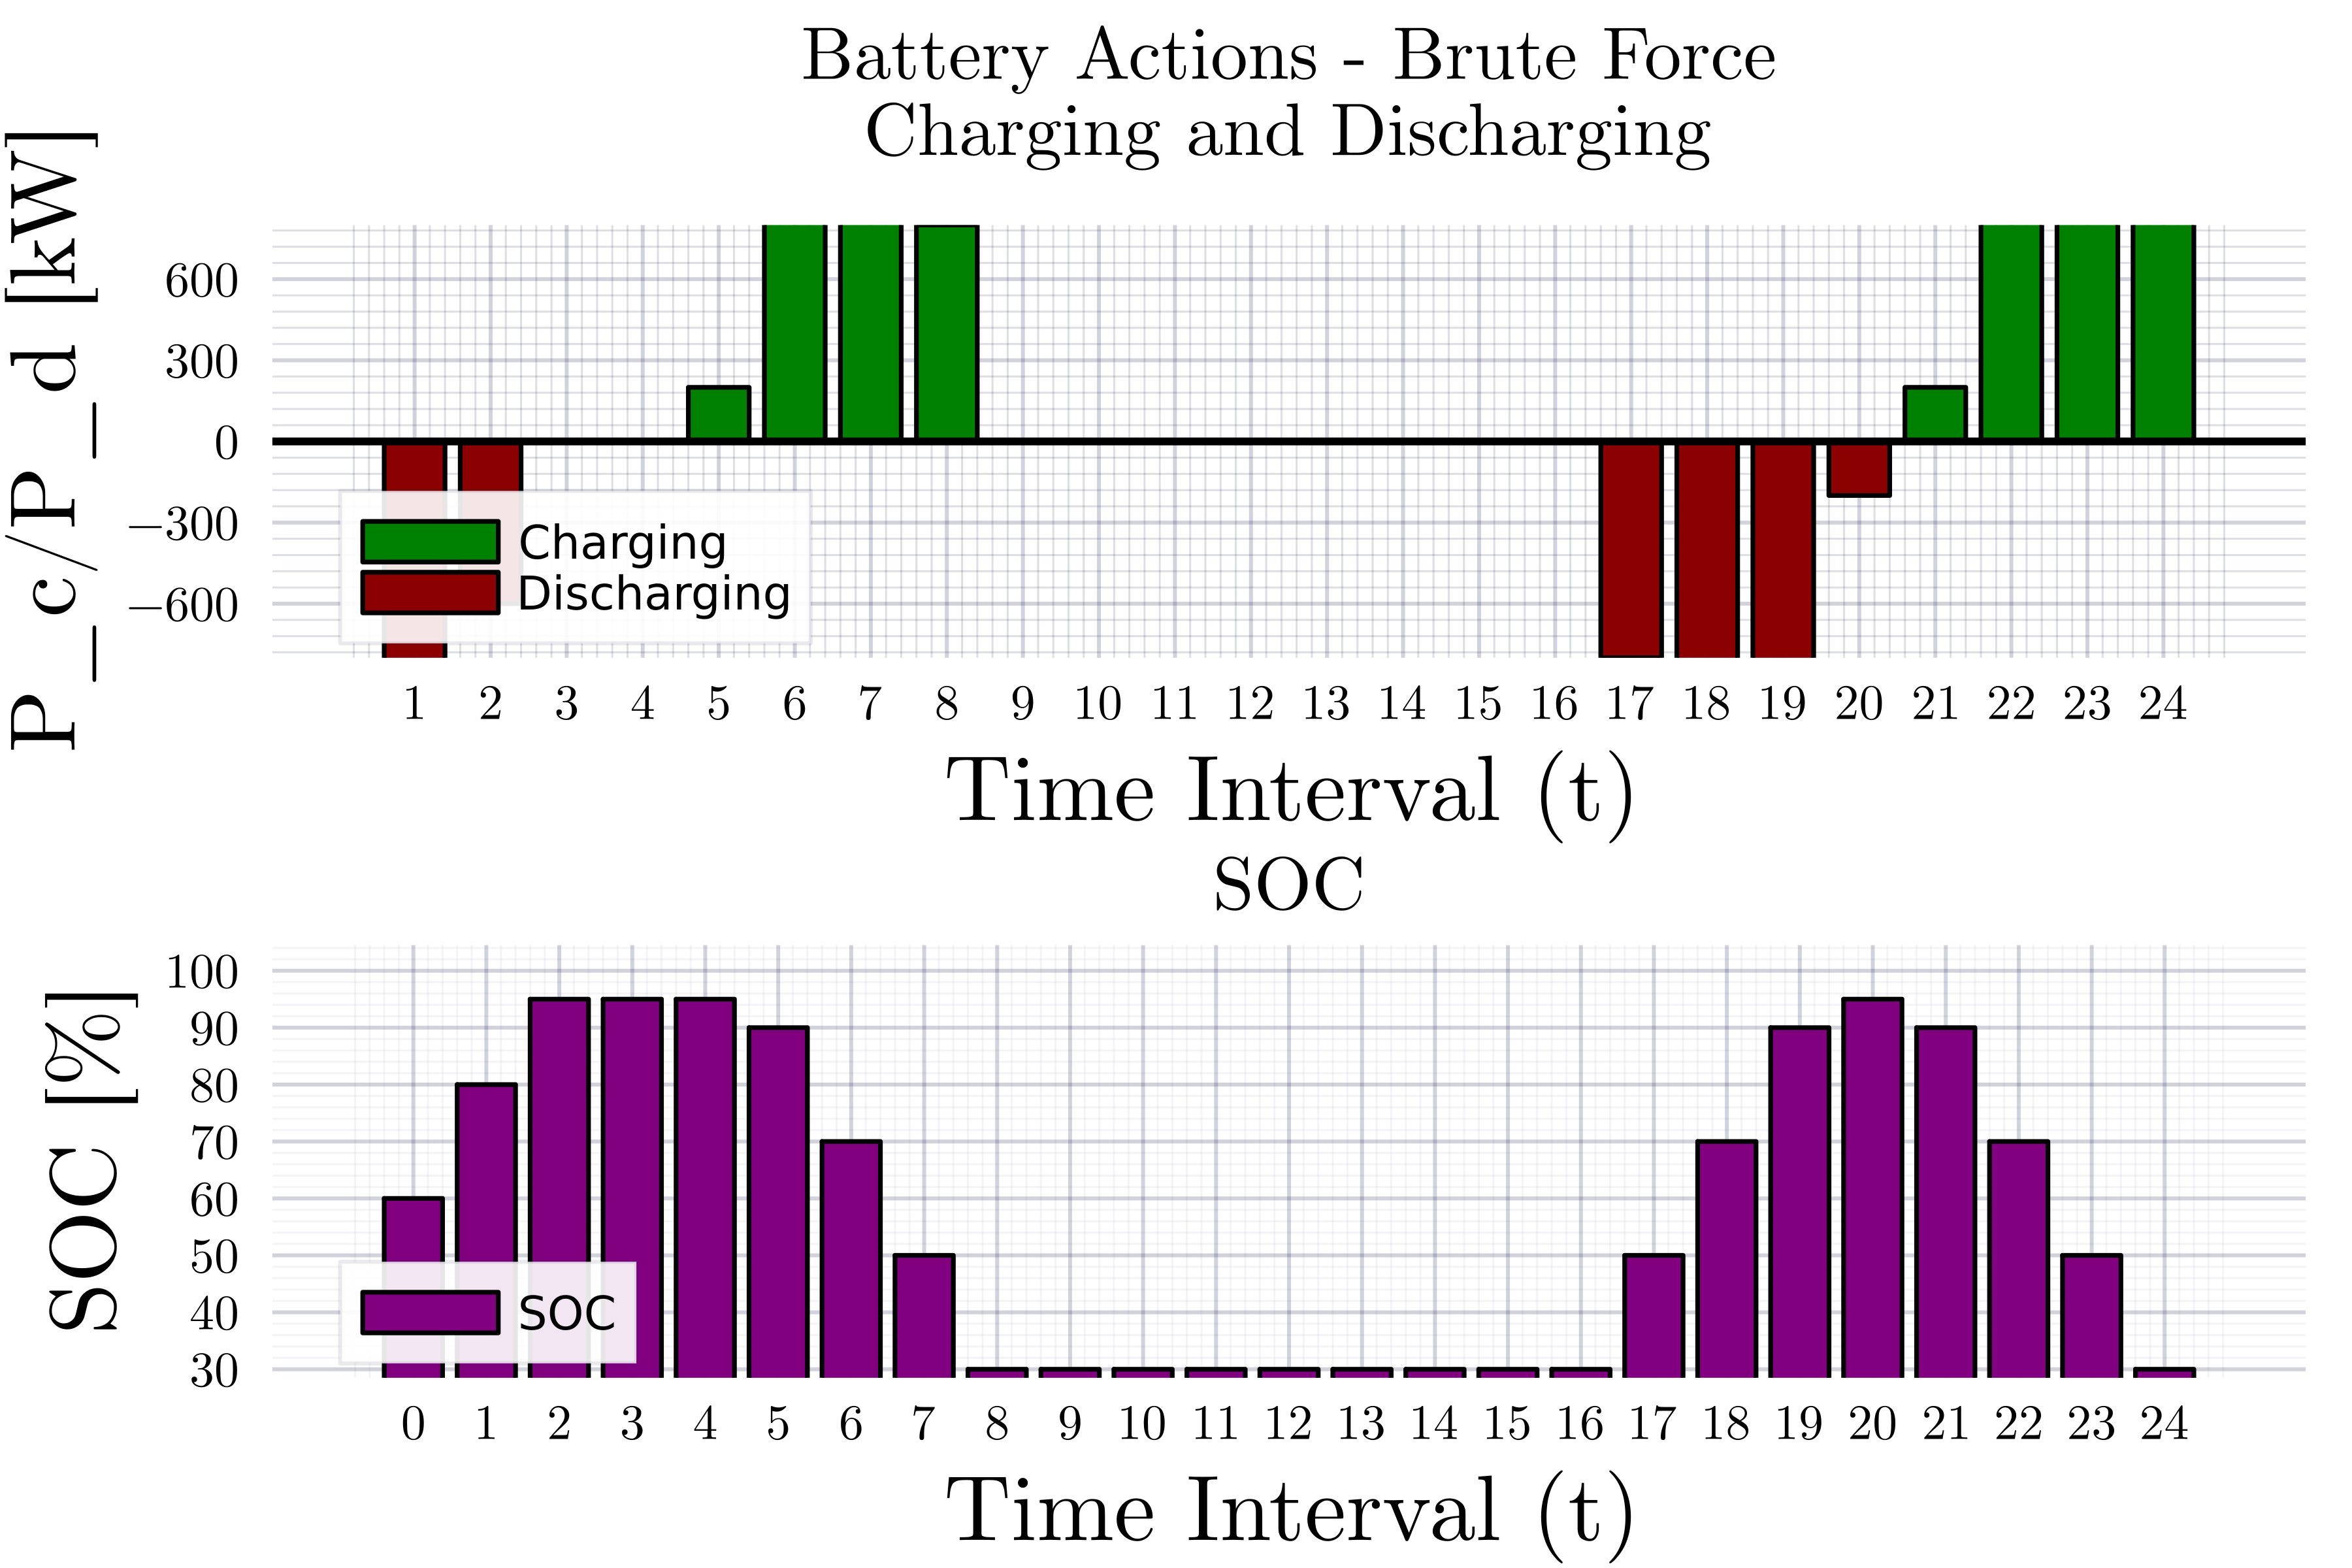 Battery Actions - Brute Force
Charging and Discharging
P_c/P_d [kW]
600
300
0
−300
−600
Charging
Discharging
1 2 3 4 5 6 7 8 9 10 11 12 13 14 15 16 17 18 19 20 21 22 23 24
Time Interval (t)
SOC
SOC [%]
100
90
80
70
60
50
40
30
SOC
0 1 2 3 4 5 6 7 8 9 10 11 12 13 14 15 16 17 18 19 20 21 22 23 24
Time Interval (t)